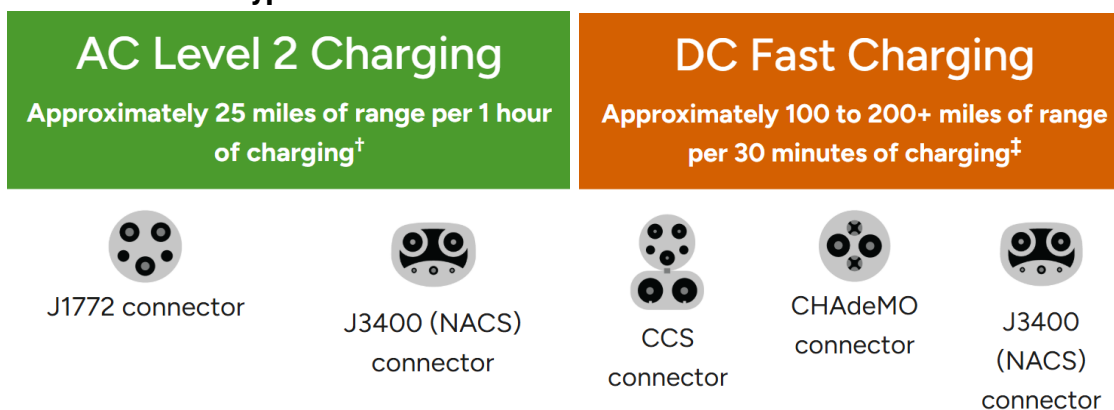 AC Level 2 Charging
Approximately 25 miles of range per 1 hour
of charging†
DC Fast Charging
Approximately 100 to 200+ miles of range
per 30 minutes of charging‡
J1772 connector
J3400 (NACS)
connector
CCS
connector
CHAdeMO
connector
J3400
(NACS)
connector